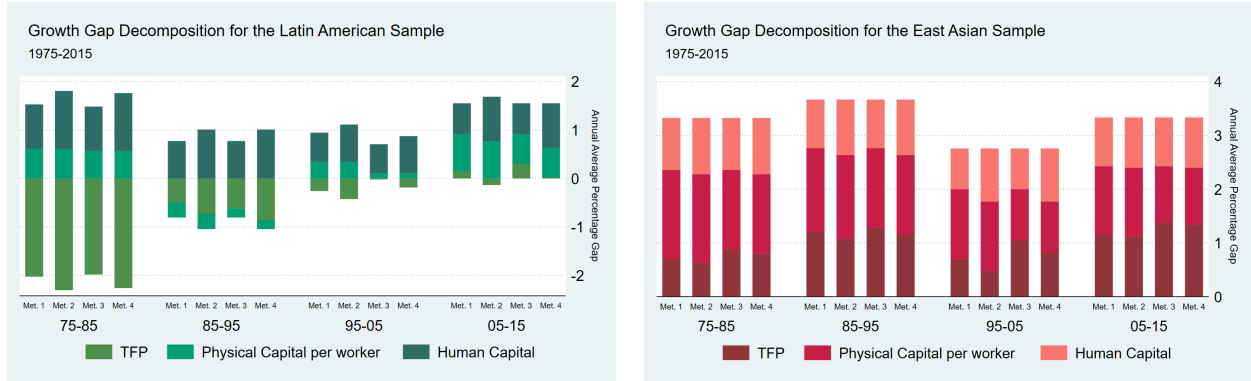 Growth Gap Decomposition for the Latin American Sample
1975-2015
2
1
0
-1
-2
Annual Average Percentage Gap
Met. 1 Met. 2 Met. 3 Met. 4 Met. 1 Met. 2 Met. 3 Met. 4 Met. 1 Met. 2 Met. 3 Met. 4 Met. 1 Met. 2 Met. 3 Met. 4
75-85 85-95 95-05 05-15
TFP Physical Capital per worker Human Capital
Growth Gap Decomposition for the East Asian Sample
1975-2015
4
3
2
1
0
Annual Average Percentage Gap
Met. 1 Met. 2 Met. 3 Met. 4 Met. 1 Met. 2 Met. 3 Met. 4 Met. 1 Met. 2 Met. 3 Met. 4 Met. 1 Met. 2 Met. 3 Met. 4
75-85 85-95 95-05 05-15
TFP Physical Capital per worker Human Capital